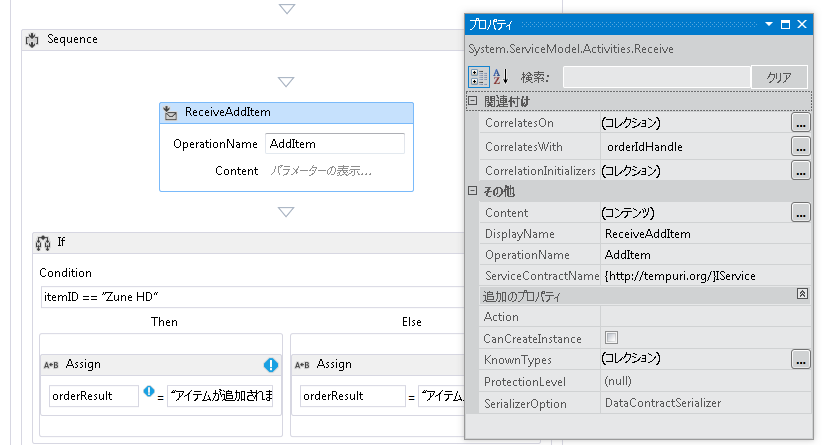 Sequence
ReceiveAddItem
OperationName AddItem
Content パラメーターの表示...
If
Condition
itemID == "Zune HD"
Then Else
A+B Assign A+B Assign
orderResult = "アイテムが追加されま orderResult = "アイテム
プロパティ
System.ServiceModel.Activities.Receive
検索: クリア
関連付け
CorrelatesOn (コレクション) ...
CorrelatesWith orderIdHandle ...
CorrelationInitializers (コレクション) ...
その他
Content (コンテンツ) ...
DisplayName ReceiveAddItem
OperationName AddItem
ServiceContractName {http://tempuri.org/}IService
追加のプロパティ
Action
CanCreateInstance
KnownTypes (コレクション) ...
ProtectionLevel (null)
SerializerOption DataContractSerializer